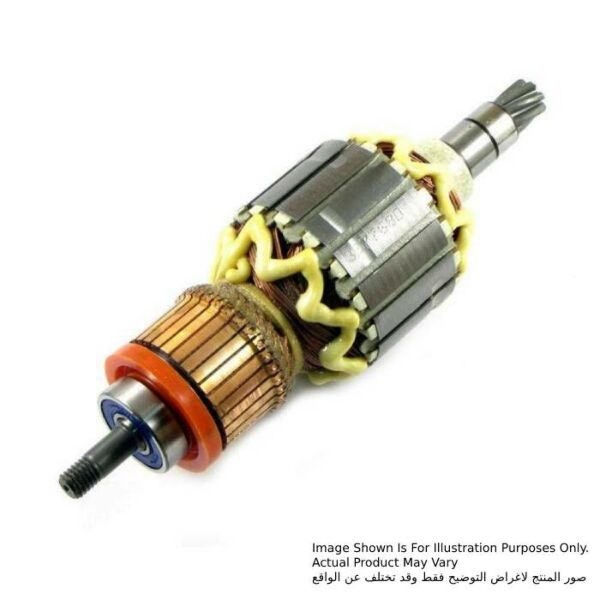 Image Shown Is For Illustration Purposes Only.
Actual Product May Vary
صور المنتج لاغراض التوضيح فقط وقد تختلف عن الواقع